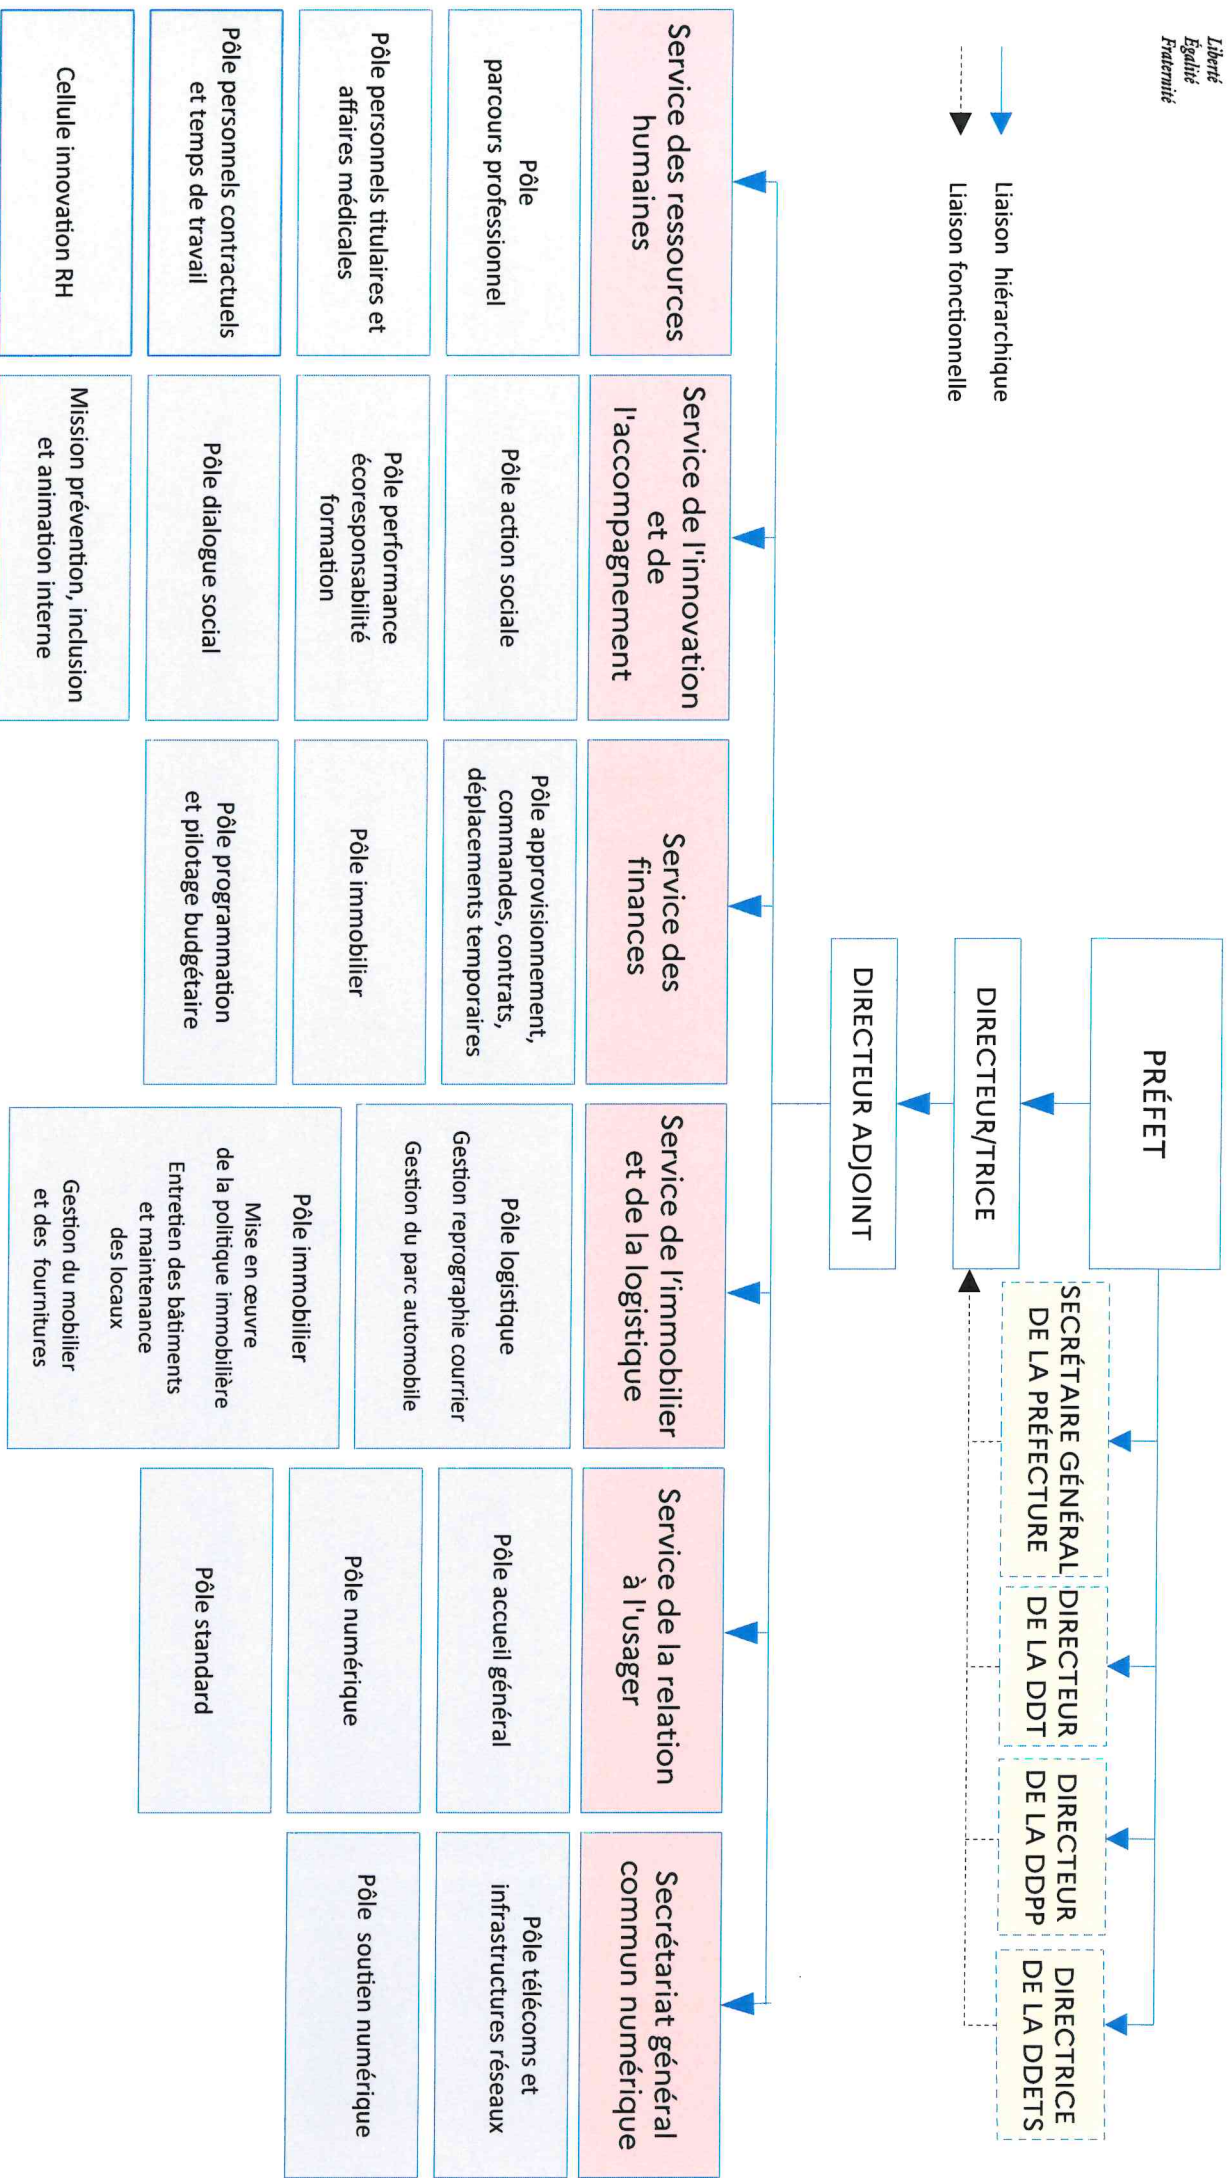 Liberté
Égalité
Fraternité
Liaison hiérarchique
Liaison fonctionnelle
PRÉFET
SECRÉTAIRE GÉNÉRAL
DE LA PRÉFECTURE
DIRECTEUR
DE LA DDT
DIRECTEUR
DE LA DDPP
DIRECTRICE
DE LA DDETS
DIRECTEUR/TRICE
DIRECTEUR ADJOINT
Service des ressources
humaines
Pôle
parcours professionnel
Pôle personnels titulaires et
affaires médicales
Pôle personnels contractuels
et temps de travail
Cellule innovation RH
Service de l'innovation
et de
l'accompagnement
Pôle action sociale
Pôle performance
écoresponsabilité
formation
Pôle dialogue social
Mission prévention, inclusion
et animation interne
Service des
finances
Pôle approvisionnement,
commandes, contrats,
déplacements temporaires
Pôle immobilier
Pôle programmation
et pilotage budgétaire
Service de l'immobilier
et de la logistique
Pôle logistique
Gestion reprographie courrier
Gestion du parc automobile
Pôle immobilier
Mise en œuvre
de la politique immobilière
Entretien des bâtiments
et maintenance
des locaux
Gestion du mobilier
et des fournitures
Service de la relation
à l'usager
Pôle accueil général
Pôle numérique
Pôle standard
Secrétariat général
commun numérique
Pôle télécoms et
infrastructures réseaux
Pôle soutien numérique